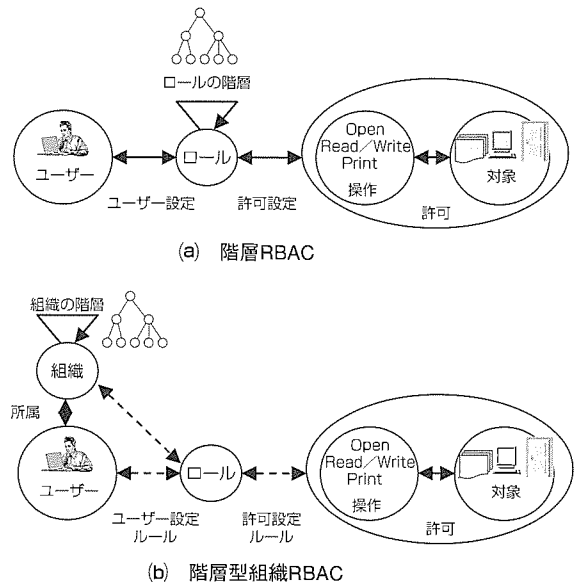 ロールの階層
ユーザー
ロール
Open
Read/Write
Print
操作
対象
ユーザー設定
許可設定
許可
(a) 階層RBAC
組織の階層
組織
所属
ユーザー
ロール
Open
Read/Write
Print
操作
対象
ユーザー設定
ルール
許可設定
ルール
許可
(b) 階層型組織RBAC